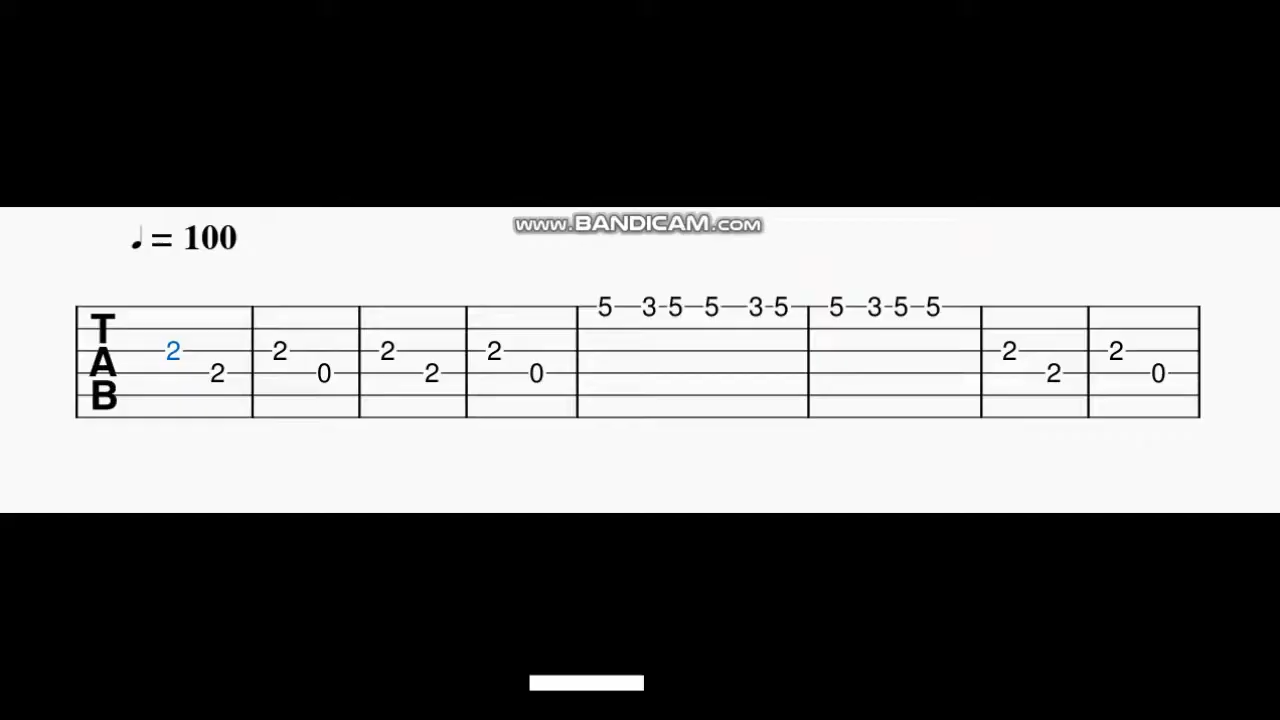 www.BANDICAM.com
♩ = 100
5 3 5 5 3 5 5 3 5 5
T
2 2 2 2 2 2
A
2 0 2 0 2 0
B